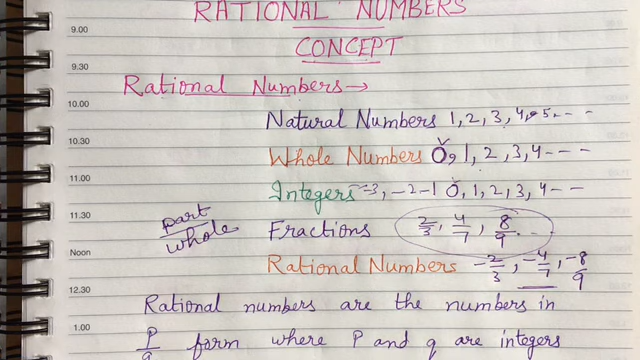 RATIONAL NUMBERS
9.00
CONCEPT
9.30
Rational Numbers →
10.00
Natural Numbers 1, 2, 3, 4, 5, - - -
10.30
Whole Numbers 0, 1, 2, 3, 4 - - -
11.00
Integers --3, -2 -1 0, 1, 2, 3, 4 - -
11.30
part/whole Fractions 2/3, 4/7, 8/9 ...
Noon
Rational Numbers -2/3, -4/7, -8/9
12.30
Rational numbers are the numbers in
1.00
P/q form where P and q are integers